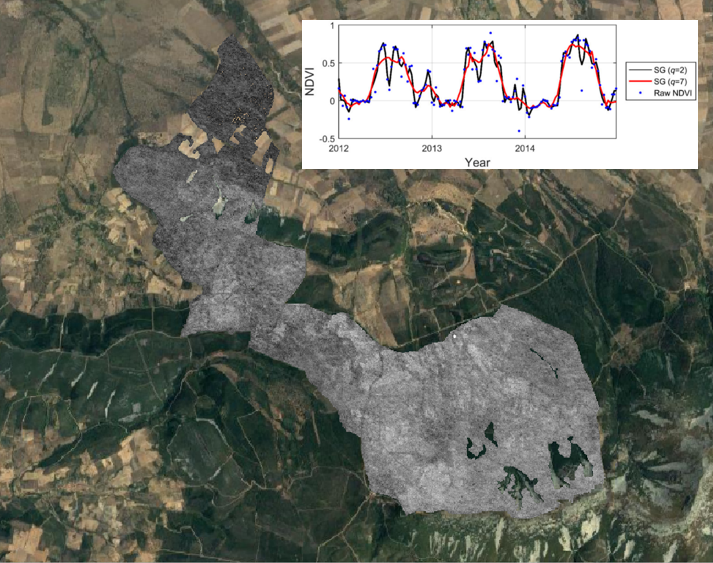 1
0.5
0
-0.5
NDVI
2012 2013 2014
Year
SG (q=2)
SG (q=7)
Raw NDVI